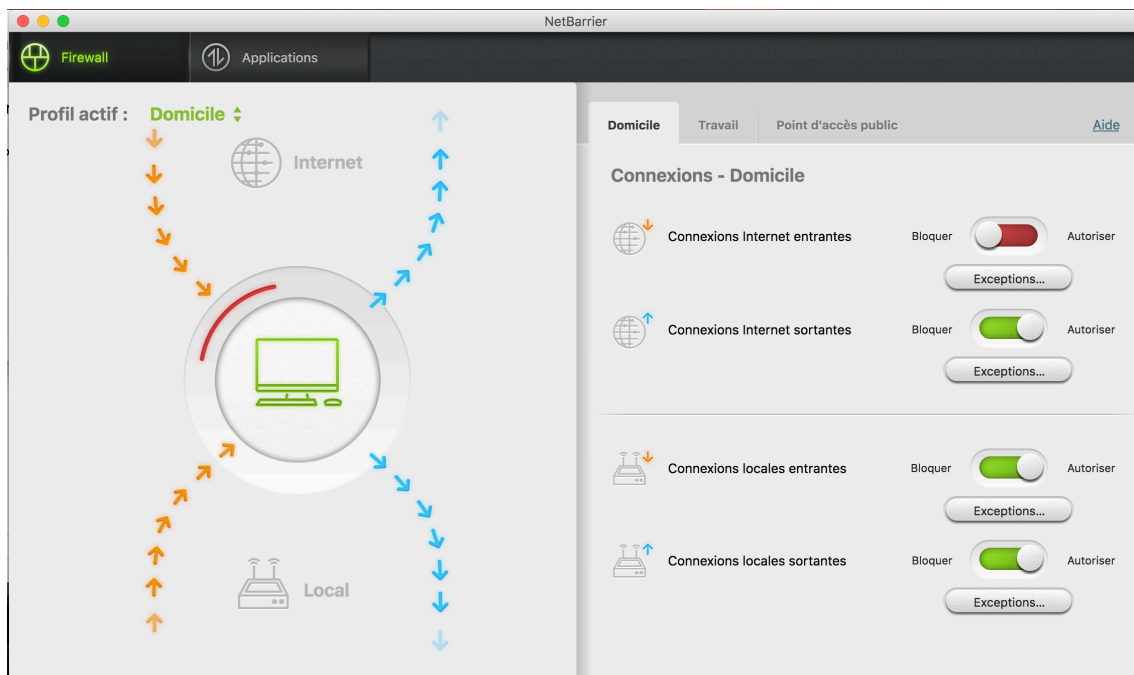 NetBarrier
Firewall
Applications
Profil actif : Domicile
Internet
Local
Domicile
Travail
Point d'accès public
Aide
Connexions - Domicile
Connexions Internet entrantes
Bloquer
Autoriser
Exceptions...
Connexions Internet sortantes
Bloquer
Autoriser
Exceptions...
Connexions locales entrantes
Bloquer
Autoriser
Exceptions...
Connexions locales sortantes
Bloquer
Autoriser
Exceptions...